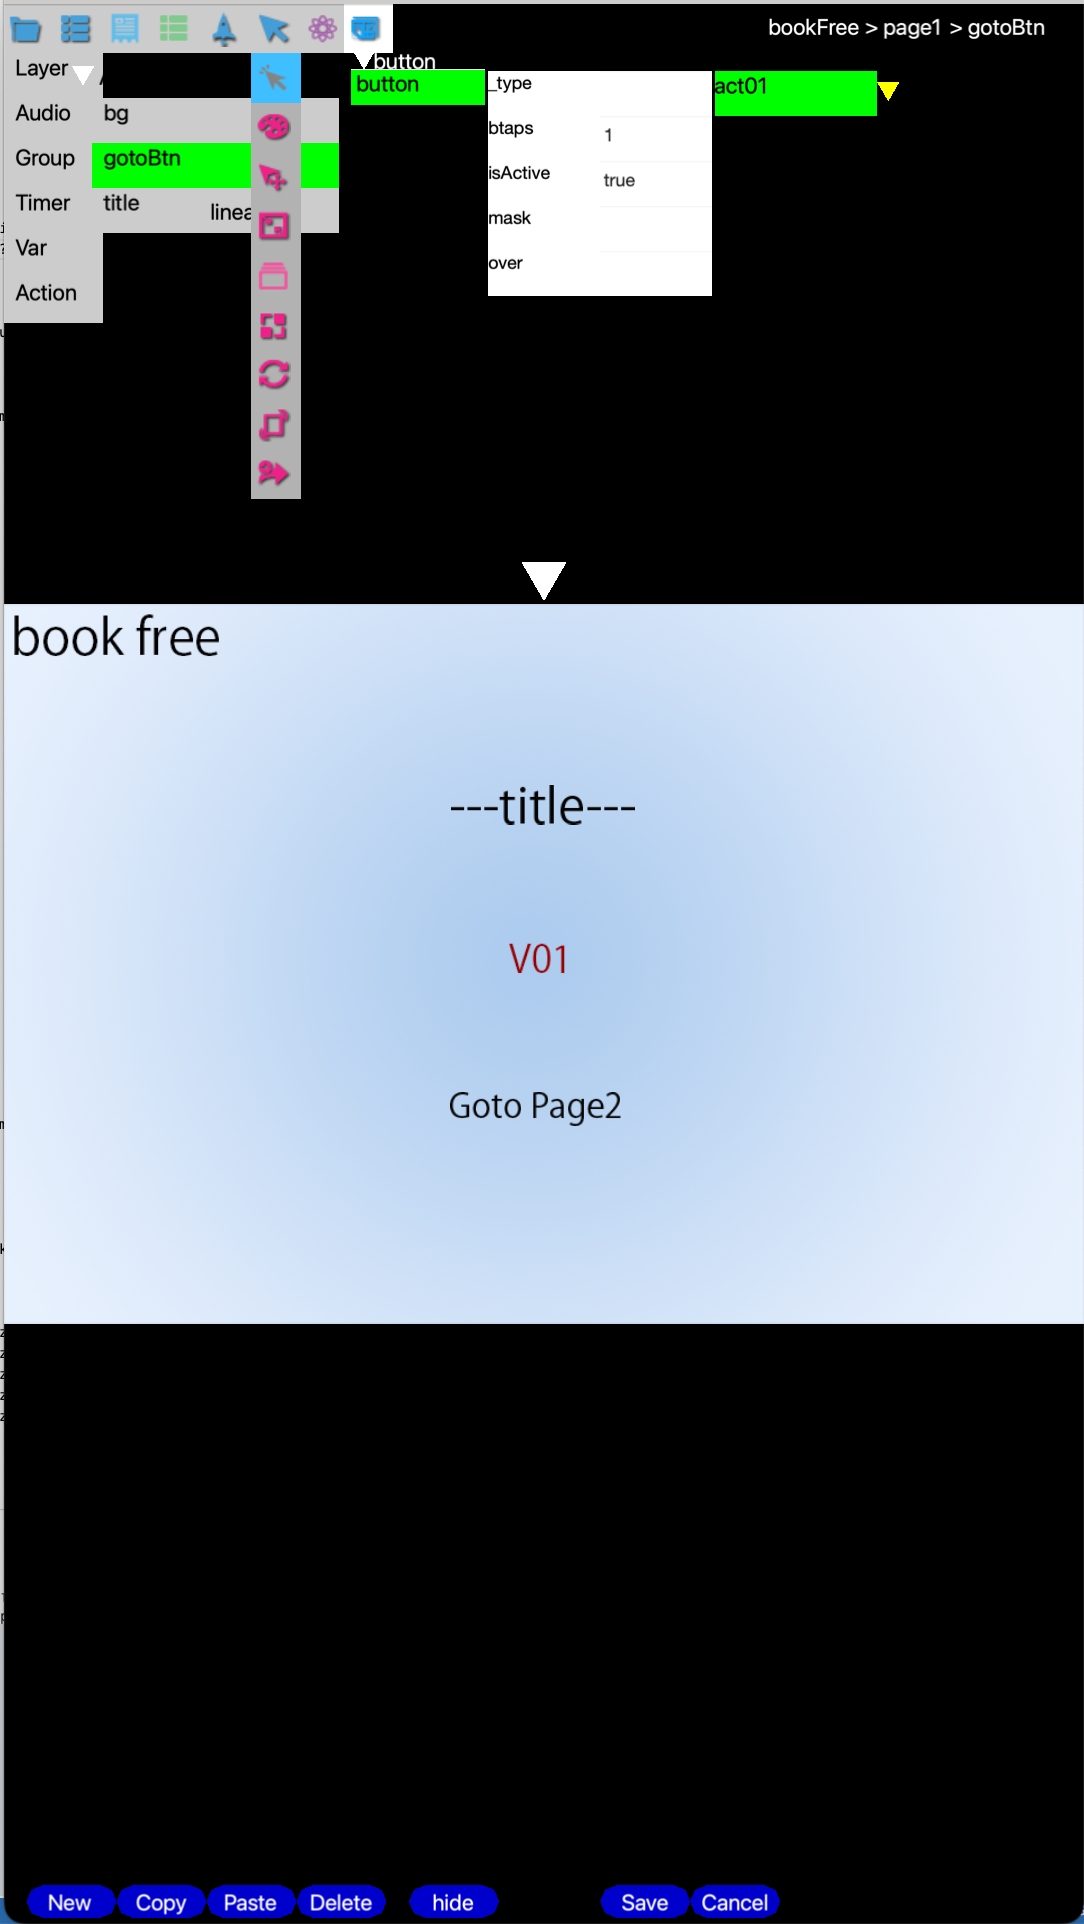 bookFree > page1 > gotoBtn
Layer
Audio
Group
Timer
Var
Action
bg
gotoBtn
title
button
button
_type
btaps 1
isActive true
mask
over
act01
book free
---title---
V01
Goto Page2
New Copy Paste Delete hide Save Cancel